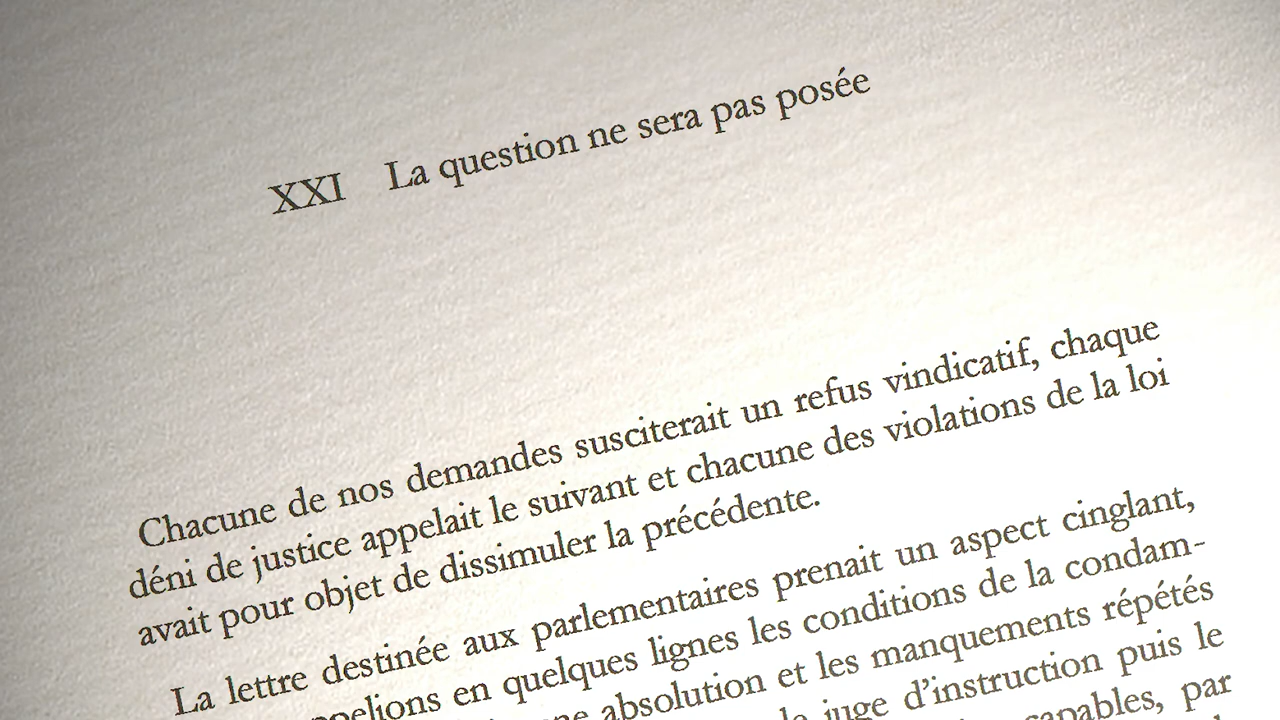 XXI La question ne sera pas posée
Chacune de nos demandes susciterait un refus vindicatif, chaque
déni de justice appelait le suivant et chacune des violations de la loi
avait pour objet de dissimuler la précédente.
La lettre destinée aux parlementaires prenait un aspect cinglant,
en quelques lignes les conditions de la condam-
absolution et les manquements répétés
juge d'instruction puis le
capables, par